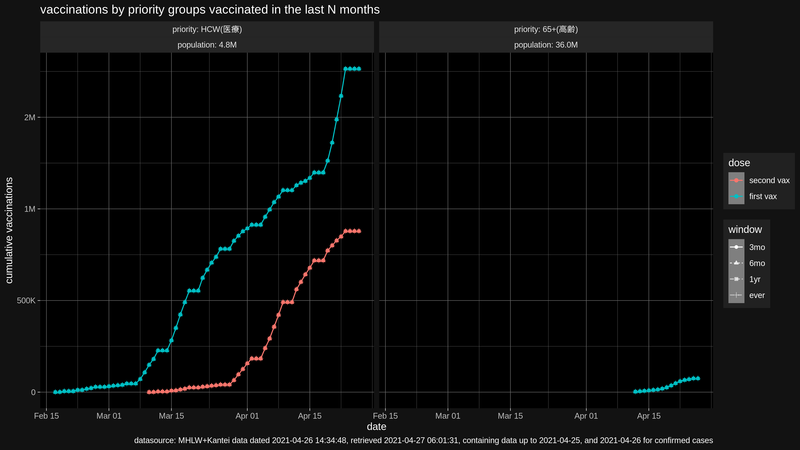 vaccinations by priority groups vaccinated in the last N months
priority: HCW(医療)
population: 4.8M
priority: 65+(高齢)
population: 36.0M
cumulative vaccinations
2M
1M
500K
0
Feb 15
Mar 01
Mar 15
Apr 01
Apr 15
Feb 15
Mar 01
Mar 15
Apr 01
Apr 15
date
dose
second vax
first vax
window
3mo
6mo
1yr
ever
datasource: MHLW+Kantei data dated 2021-04-26 14:34:48, retrieved 2021-04-27 06:01:31, containing data up to 2021-04-25, and 2021-04-26 for confirmed cases